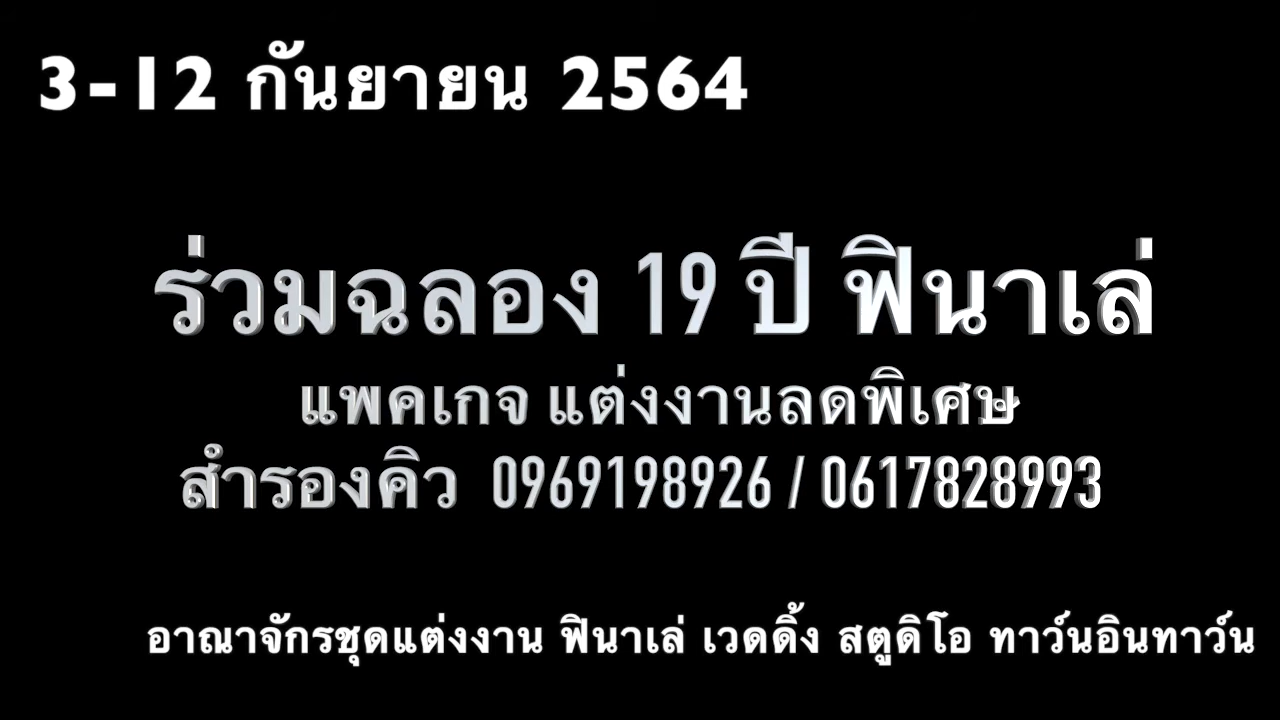 3-12 กันยายน 2564
ร่วมฉลอง 19 ปี ฟินาเล่
แพคเกจ แต่งงานลดพิเศษ
สำรองคิว 0969198926 / 0617828993
อาณาจักรชุดแต่งงาน ฟินาเล่ เวดดิ้ง สตูดิโอ ทาว์นอินทาว์น